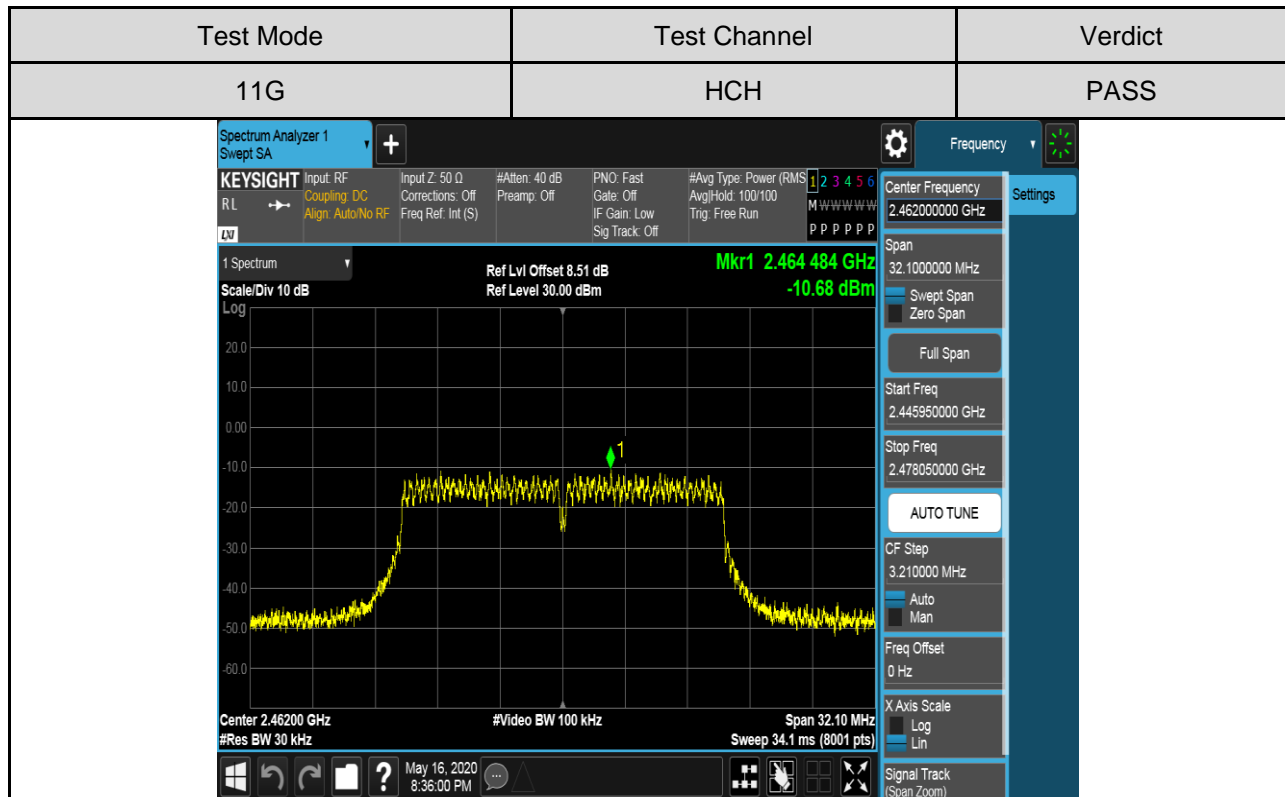 Test Mode Test Channel Verdict
11G HCH PASS
Spectrum Analyzer 1
Swept SA
+
Frequency
KEYSIGHT Input: RF Input Z: 50 Ω #Atten: 40 dB PNO: Fast #Avg Type: Power (RMS 1 2 3 4 5 6
RL Coupling: DC Corrections: Off Preamp: Off Gate: Off Avg|Hold: 100/100 M W W W W W
Align: Auto/No RF Freq Ref: Int (S) IF Gain: Low Trig: Free Run
LXI Sig Track: Off P P P P P P
1 Spectrum
Scale/Div 10 dB
Ref Lvl Offset 8.51 dB
Ref Level 30.00 dBm
Mkr1 2.464 484 GHz
-10.68 dBm
Log
20.0
10.0
0.00
-10.0
-20.0
-30.0
-40.0
-50.0
-60.0
1
Center 2.46200 GHz #Video BW 100 kHz Span 32.10 MHz
#Res BW 30 kHz Sweep 34.1 ms (8001 pts)
Center Frequency
2.462000000 GHz
Settings
Span
32.1000000 MHz
Swept Span
Zero Span
Full Span
Start Freq
2.445950000 GHz
Stop Freq
2.478050000 GHz
AUTO TUNE
CF Step
3.210000 MHz
Auto
Man
Freq Offset
0 Hz
X Axis Scale
Log
Lin
Signal Track
(Span Zoom)
?
May 16, 2020
8:36:00 PM